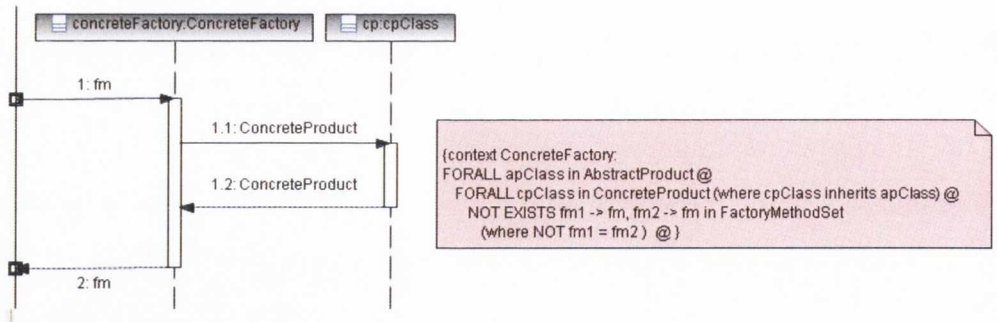 concreteFactory:ConcreteFactory
cp:cpClass
1: fm
1.1: ConcreteProduct
1.2: ConcreteProduct
2: fm
{context ConcreteFactory:
FORALL apClass in AbstractProduct @
FORALL cpClass in ConcreteProduct (where cpClass inherits apClass) @
NOT EXISTS fm1 -> fm, fm2 -> fm in FactoryMethodSet
(where NOT fm1 = fm2 ) @ }